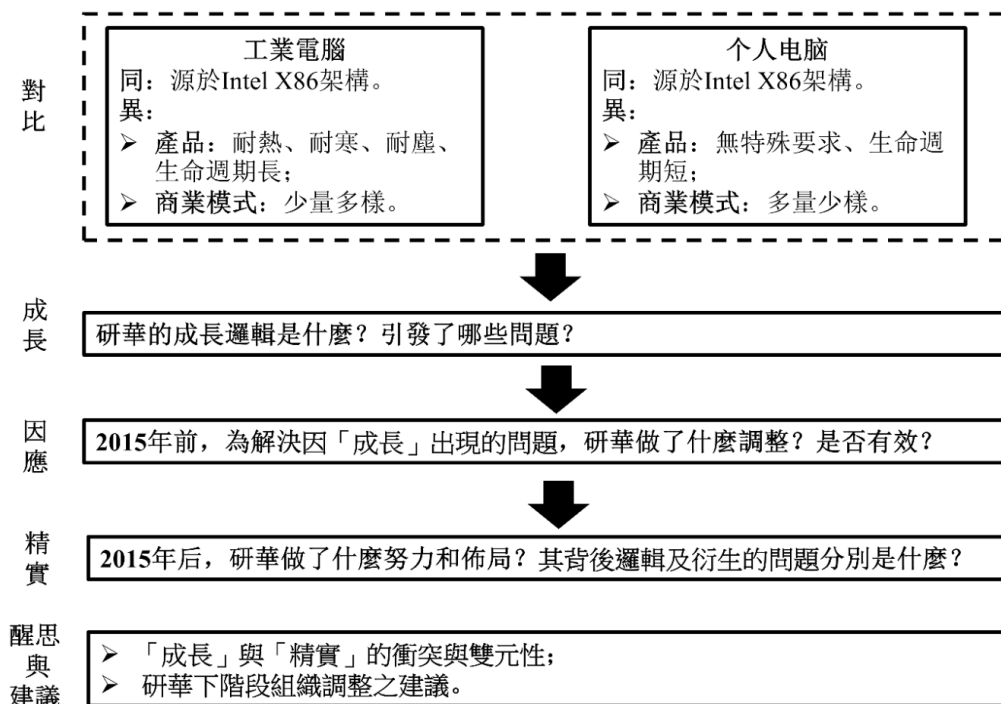 對比
工業電腦
同：源於Intel X86架構。
異：
➢ 產品：耐熱、耐寒、耐塵、
生命週期長；
➢ 商業模式：少量多樣。
个人电脑
同：源於Intel X86架構。
異：
➢ 產品：無特殊要求、生命週
期短；
➢ 商業模式：多量少樣。
成長
研華的成長邏輯是什麼？引發了哪些問題？
因應
2015年前，為解決因「成長」出現的問題，研華做了什麼調整？是否有效？
精實
2015年后，研華做了什麼努力和佈局？其背後邏輯及衍生的問題分別是什麼？
醒思
與
建議
➢ 「成長」與「精實」的衝突與雙元性；
➢ 研華下階段組織調整之建議。